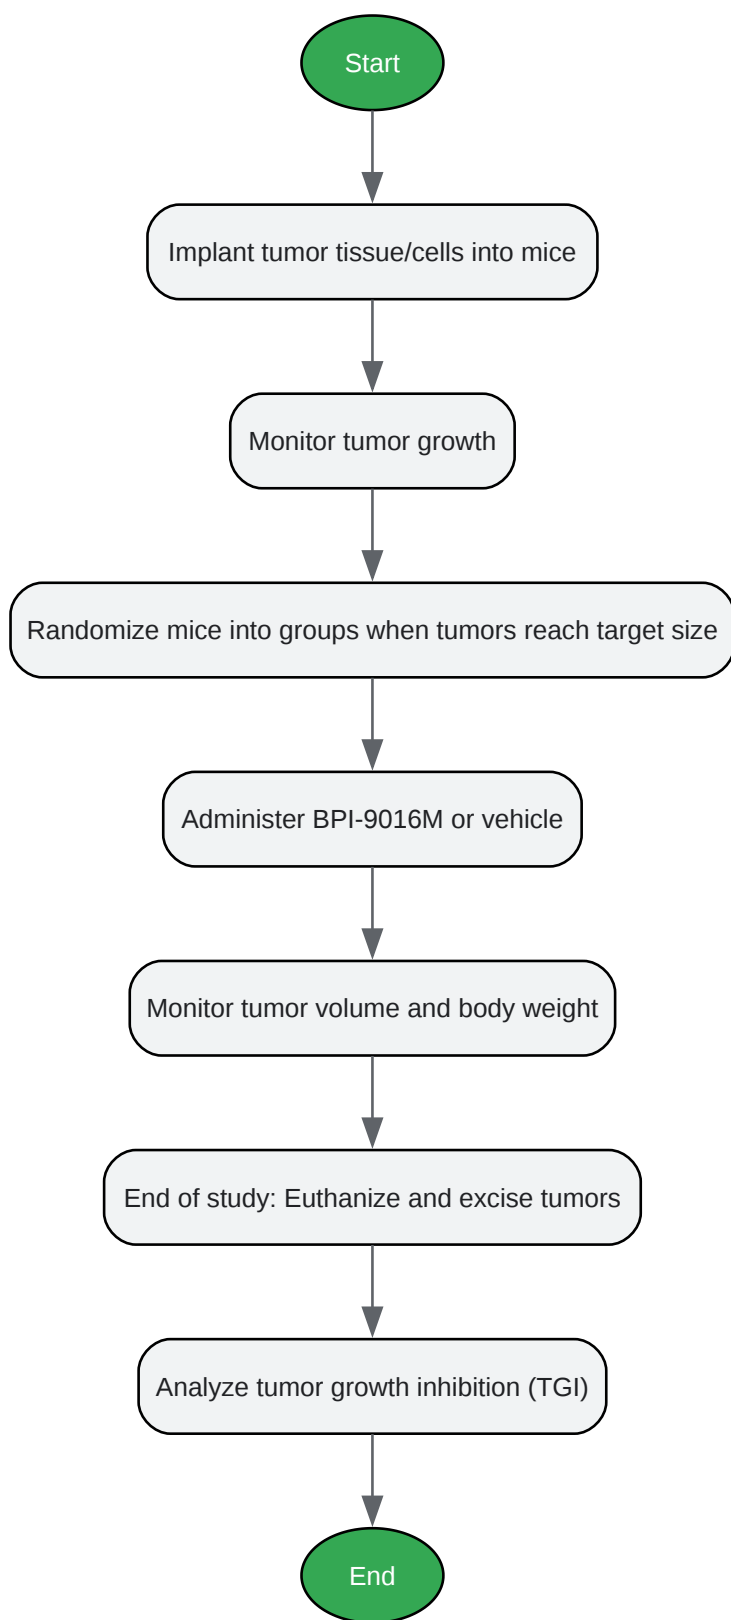 Start
Implant tumor tissue/cells into mice
Monitor tumor growth
Randomize mice into groups when tumors reach target size
Administer BPI-9016M or vehicle
Monitor tumor volume and body weight
End of study: Euthanize and excise tumors
Analyze tumor growth inhibition (TGI)
End